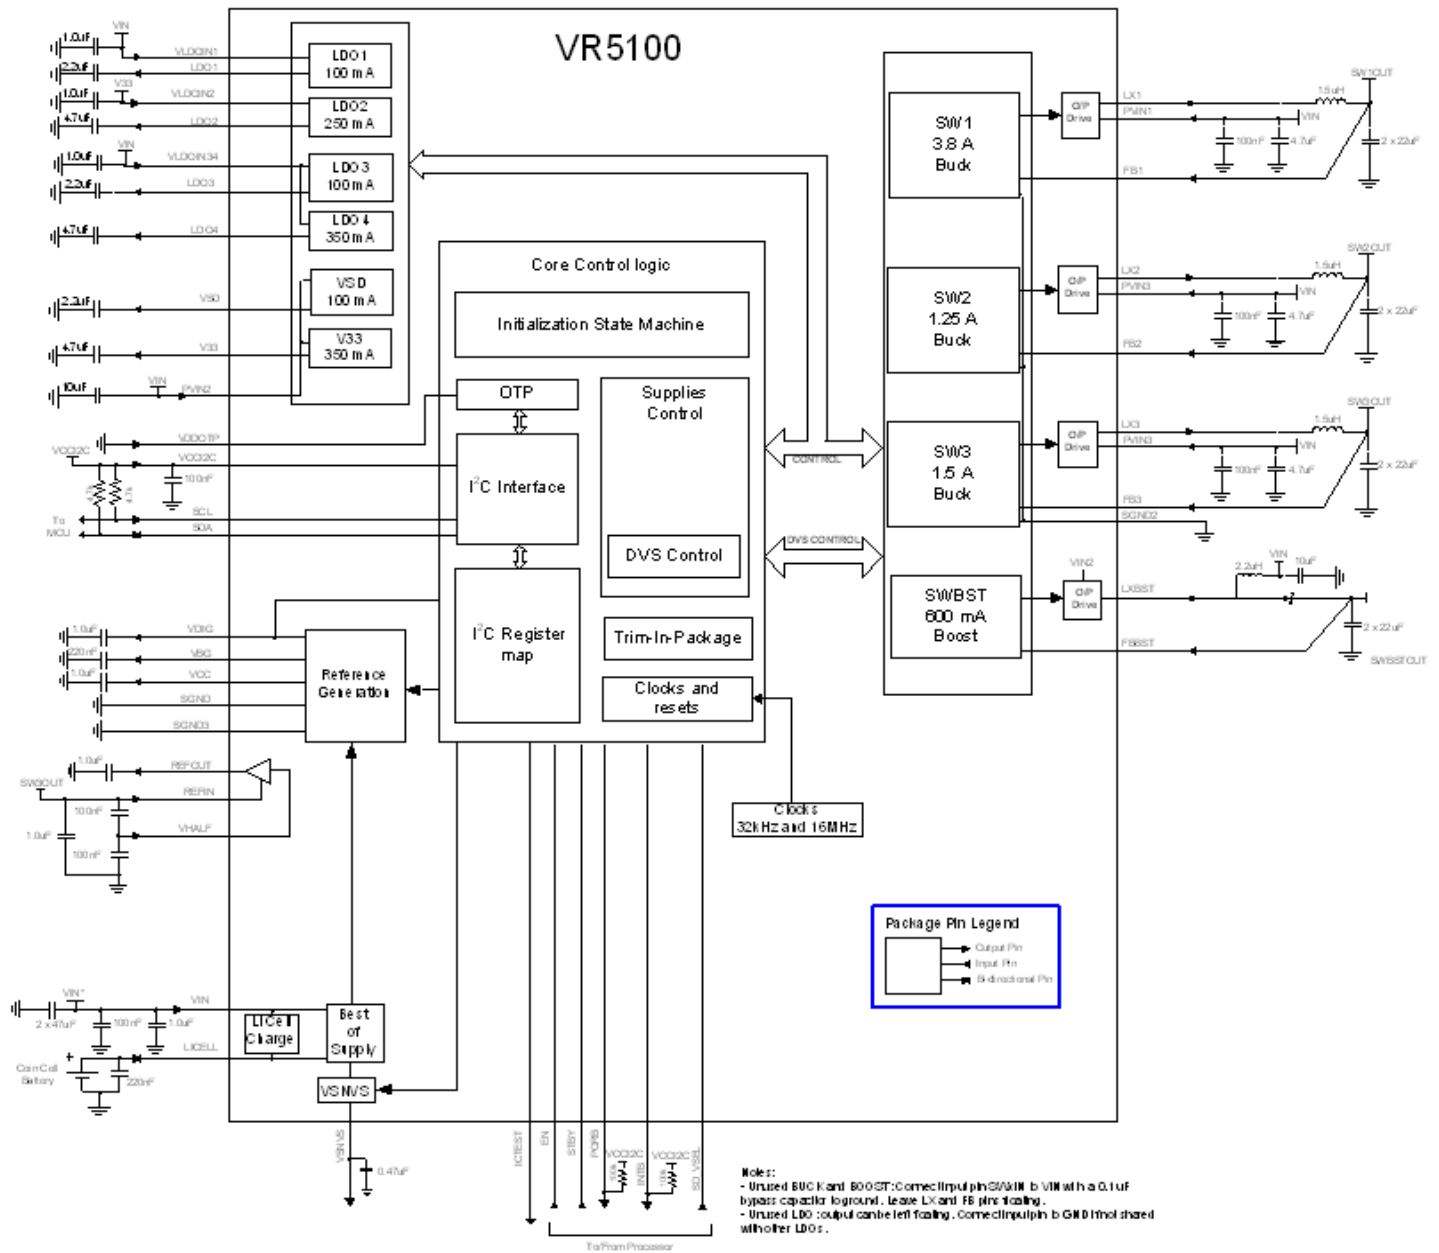 VR5100
VIN
1.0uF
VLDOIN1
2.2uF
LDO1
V33
1.0uF
VLDOIN2
4.7uF
LDO2
VIN
1.0uF
VLDOIN34
2.2uF
LDO3
4.7uF
LDO4
2.2uF
VSD
4.7uF
V33
10uF
VIN
PVIN2
LDO1
100 mA
LDO2
250 mA
LDO3
100 mA
LDO4
350 mA
VSD
100 mA
V33
350 mA
Core Control logic
Initialization State Machine
OTP
I²C Interface
I²C Register
map
Supplies
Control
DVS Control
Trim-In-Package
Clocks and
resets
CONTROL
DVS CONTROL
SW1
3.8 A
Buck
SW2
1.25 A
Buck
SW3
1.5 A
Buck
SWBST
600 mA
Boost
O/P
Drive
LX1
PVIN1
FB1
1.5uH
SW1OUT
VIN
100nF
4.7uF
2 x 22uF
O/P
Drive
LX2
PVIN3
FB2
1.5uH
SW2OUT
VIN
100nF
4.7uF
2 x 22uF
O/P
Drive
LX3
PVIN3
FB3
SGND2
1.5uH
SW3OUT
VIN
100nF
4.7uF
2 x 22uF
VIN2
O/P
Drive
LXBST
FBBST
2.2uH
VIN
10uF
2 x 22uF
SWBSTOUT
VDDOTP
VCCI2C
VCCI2C
100nF
4.7k
4.7k
To
MCU
SCL
SDA
1.0uF
VDIG
220nF
VBG
1.0uF
VCC
SGND
SGND3
Reference
Generation
1.0uF
REFOUT
SW3OUT
REFIN
100nF
1.0uF
VHALF
100nF
Clocks
32kHz and 16MHz
Package Pin Legend
Output Pin
Input Pin
Bi-directional Pin
VIN*
VIN
2 x 47uF
100nF
1.0uF
LICELL
Coin Cell
Battery
220nF
LICell
Charge
Best
of
Supply
VSNVS
VSNVS
0.47uF
ICTEST
EN
STBY
PORB
VCCI2C
100k
INTB
VCCI2C
100k
SD_VSEL
To/From Processor
Notes:
- Unused BUCK and BOOST: Connect input pin SWxIN to VIN with a 0.1uF
bypass capacitor to ground. Leave LX and FB pins floating.
- Unused LDO : output can be left floating. Connect input pin to GND if not shared
with other LDOs.